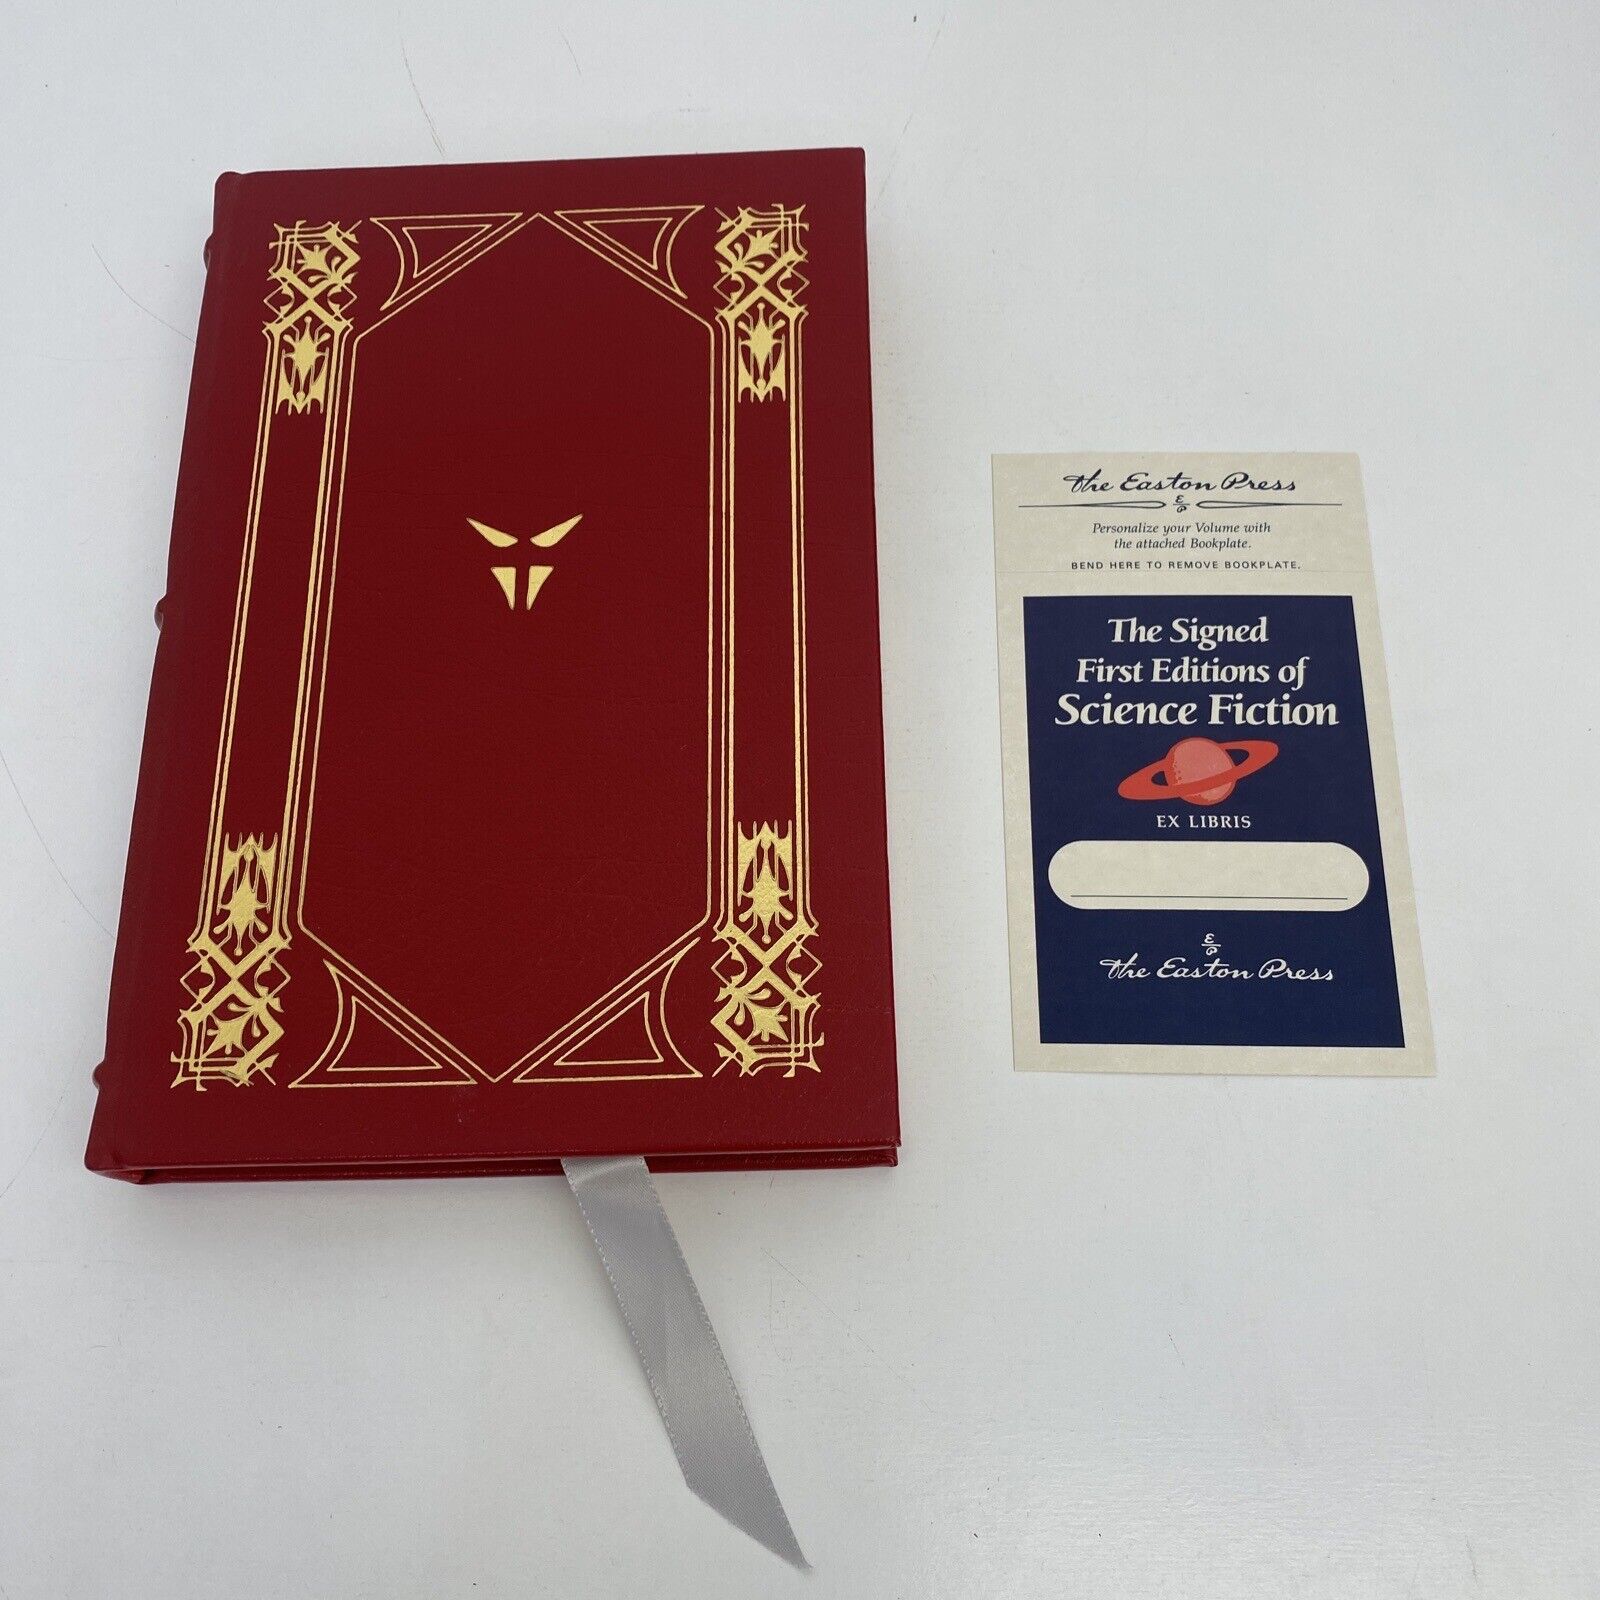 The Easton Press
E
P
Personalize your Volume with
the attached Bookplate.
BEND HERE TO REMOVE BOOKPLATE.
The Signed
First Editions of
Science Fiction
EX LIBRIS
E
P
The Easton Press